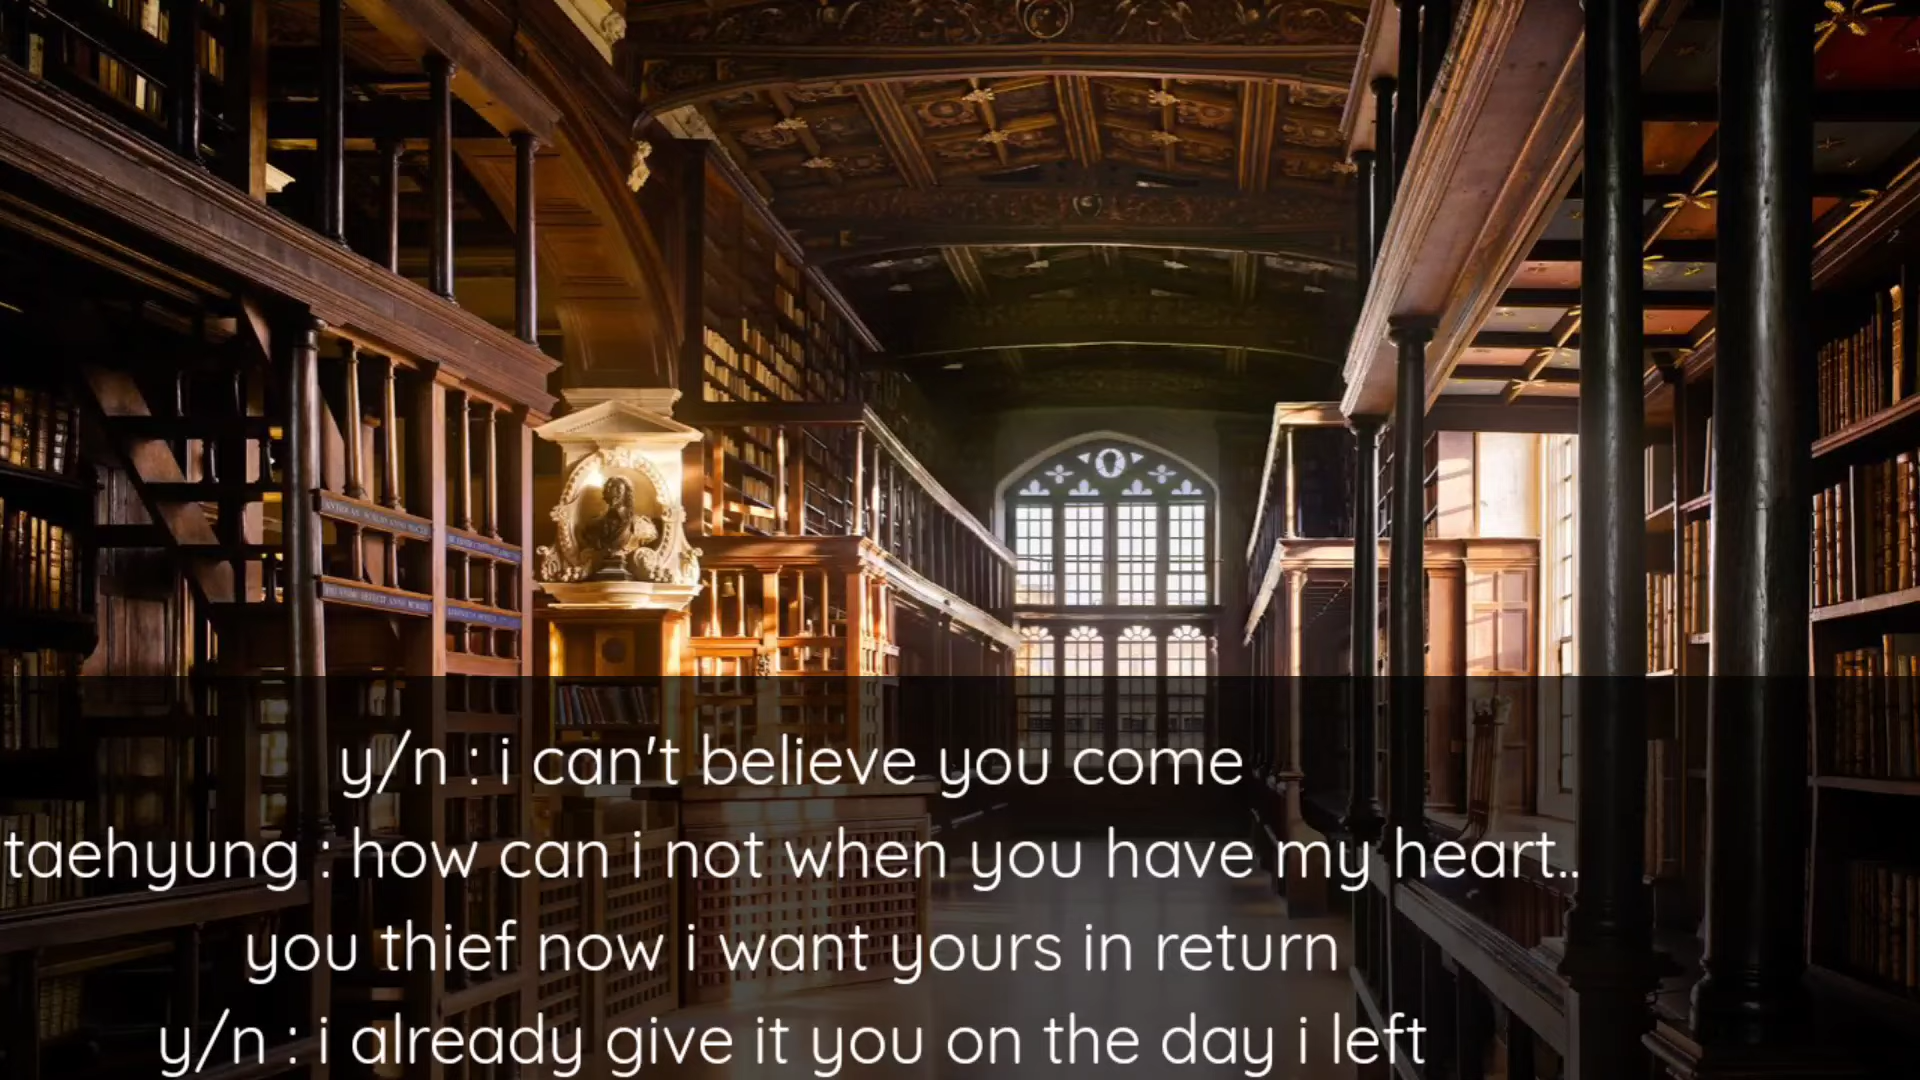 y/n : i can't believe you come
taehyung : how can i not when you have my heart..
you thief now i want yours in return
y/n : i already give it you on the day i left